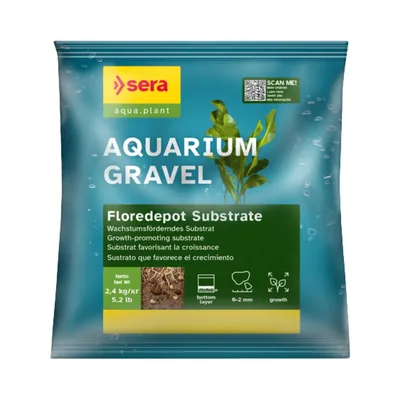 sera
aqua.plant
SCAN ME!
AQUARIUM
GRAVEL
Floredepot Substrate
Wachstumsförderndes Substrat
Growth-promoting substrate
Substrat favorisant la croissance
Sustrato que favorece el crecimiento
Netto
Net Wt
2,4 kg/кг
5.2 lb
bottom
layer
0–2 mm
growth